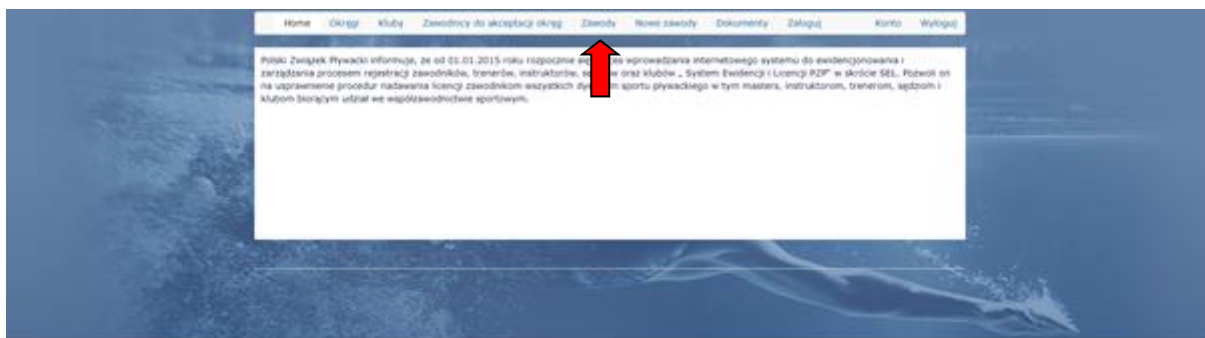 Home Okręgi Kluby Zawodnicy do akceptacji okręg Zawody Nowe zawody Dokumenty Zaloguj Konto Wyloguj
Polski Związek Pływacki informuje, że od 01.01.2015 roku rozpocznie wprowadzania internetowego systemu do ewidencjonowania i
zarządzania procesem rejestracji zawodników, trenerów, instruktorów, oraz klubów „ System Ewidencji i Licencji PZP" w skrócie SEL. Pozwoli on
na usprawnienie procedur nadawania licencji zawodnikom wszystkich sportu pływackiego w tym masters, instruktorom, trenerom, sędziom i
klubom biorącym udział we współzawodnictwie sportowym.